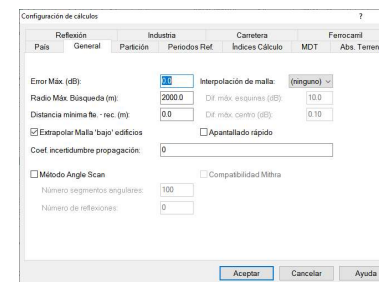 Configuración de cálculos ?
Reflexión Industria Carretera Ferrocarril
País General Partición Periodos Ref. Índices Cálculo MDT Abs. Terren
Error Máx. (dB): 0.0 Interpolación de malla: (ninguno)
Radio Máx. Búsqueda (m): 2000.0 Dif. máx. esquinas (dB): 10.0
Distancia mínima fte. - rec. (m): 0.0 Dif. máx. centro (dB): 0.10
Extrapolar Malla 'bajo' edificios Apantallado rápido
Coef. incertidumbre propagación: 0
Método Angle Scan Compatibilidad Mithra
Número segmentos angulares: 100
Número de reflexiones: 0
Aceptar Cancelar Ayuda